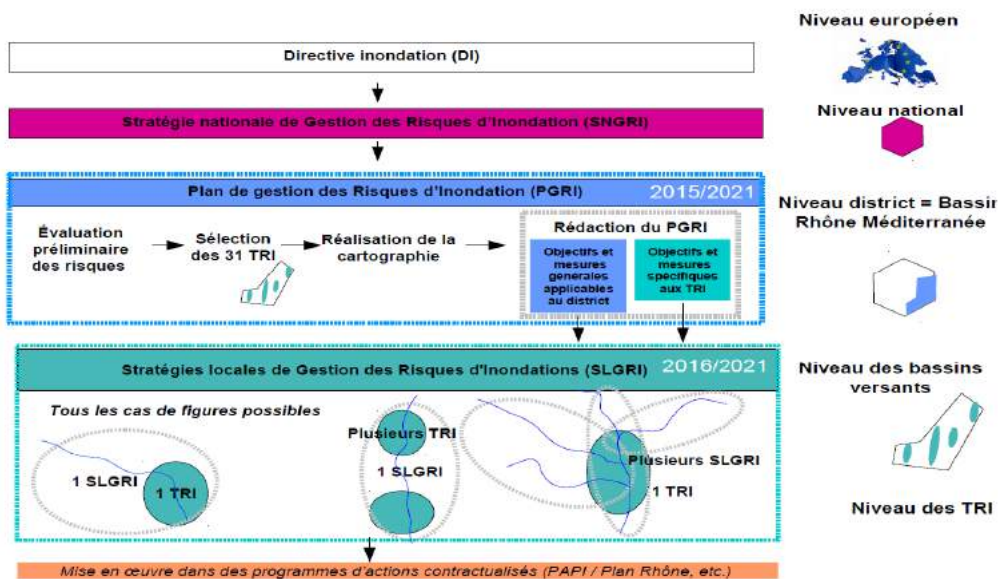 Directive inondation (DI)
Niveau européen
Stratégie nationale de Gestion des Risques d'Inondation (SNGRI)
Niveau national
Plan de gestion des Risques d'Inondation (PGRI)
2015/2021
Niveau district = Bassin
Rhône Méditerranée
Évaluation
préliminaire
des risques
Sélection
des 31 TRI
Réalisation de la
cartographie
Rédaction du PGRI
Objectifs et
mesures
generales
applicables
au district
Objectifs et
mesures
spécifiques
aux TRI
Stratégies locales de Gestion des Risques d'Inondations (SLGRI)
2016/2021
Niveau des bassins
versants
Tous les cas de figures possibles
1 SLGRI
1 TRI
Plusieurs TRI
1 SLGRI
Plusieurs SLGRI
1 TRI
Niveau des TRI
Mise en œuvre dans des programmes d'actions contractualisés (PAPI / Plan Rhône, etc.)